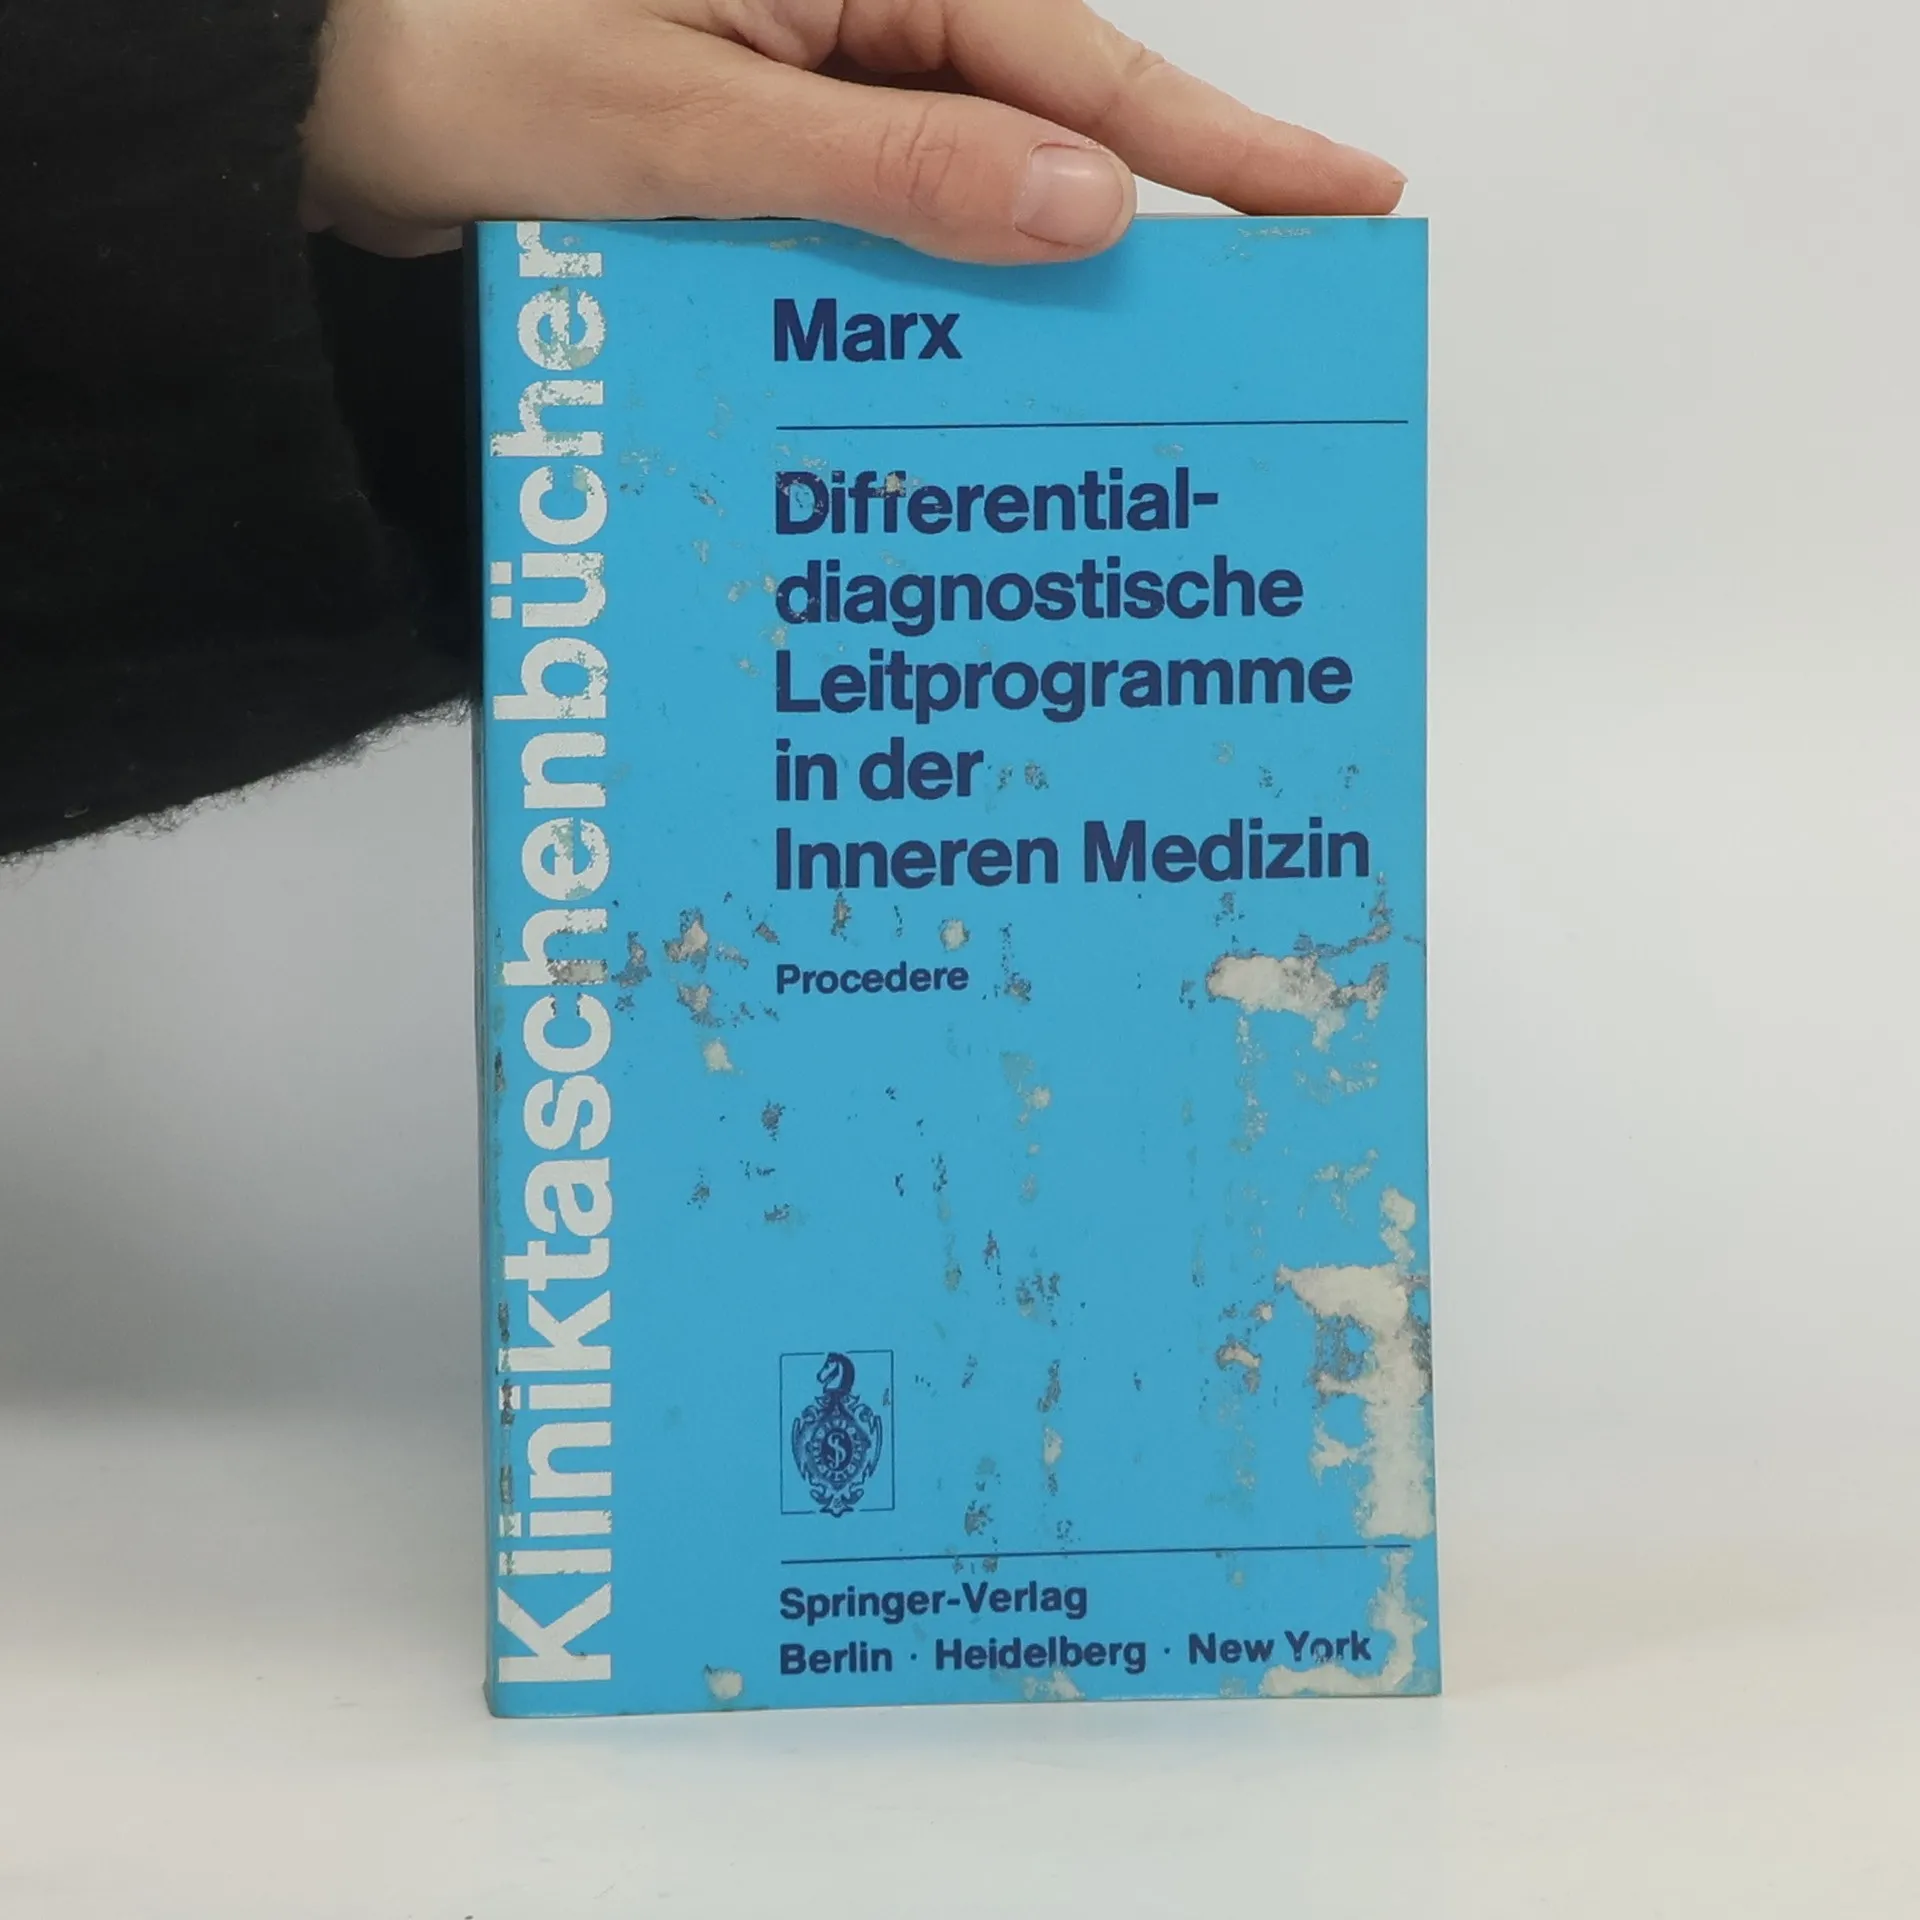 Kliniktaschenbücher
Marx
Differential-
diagnostische
Leitprogramme
in der
Inneren Medizin
Procedere
Springer-Verlag
Berlin · Heidelberg · New York